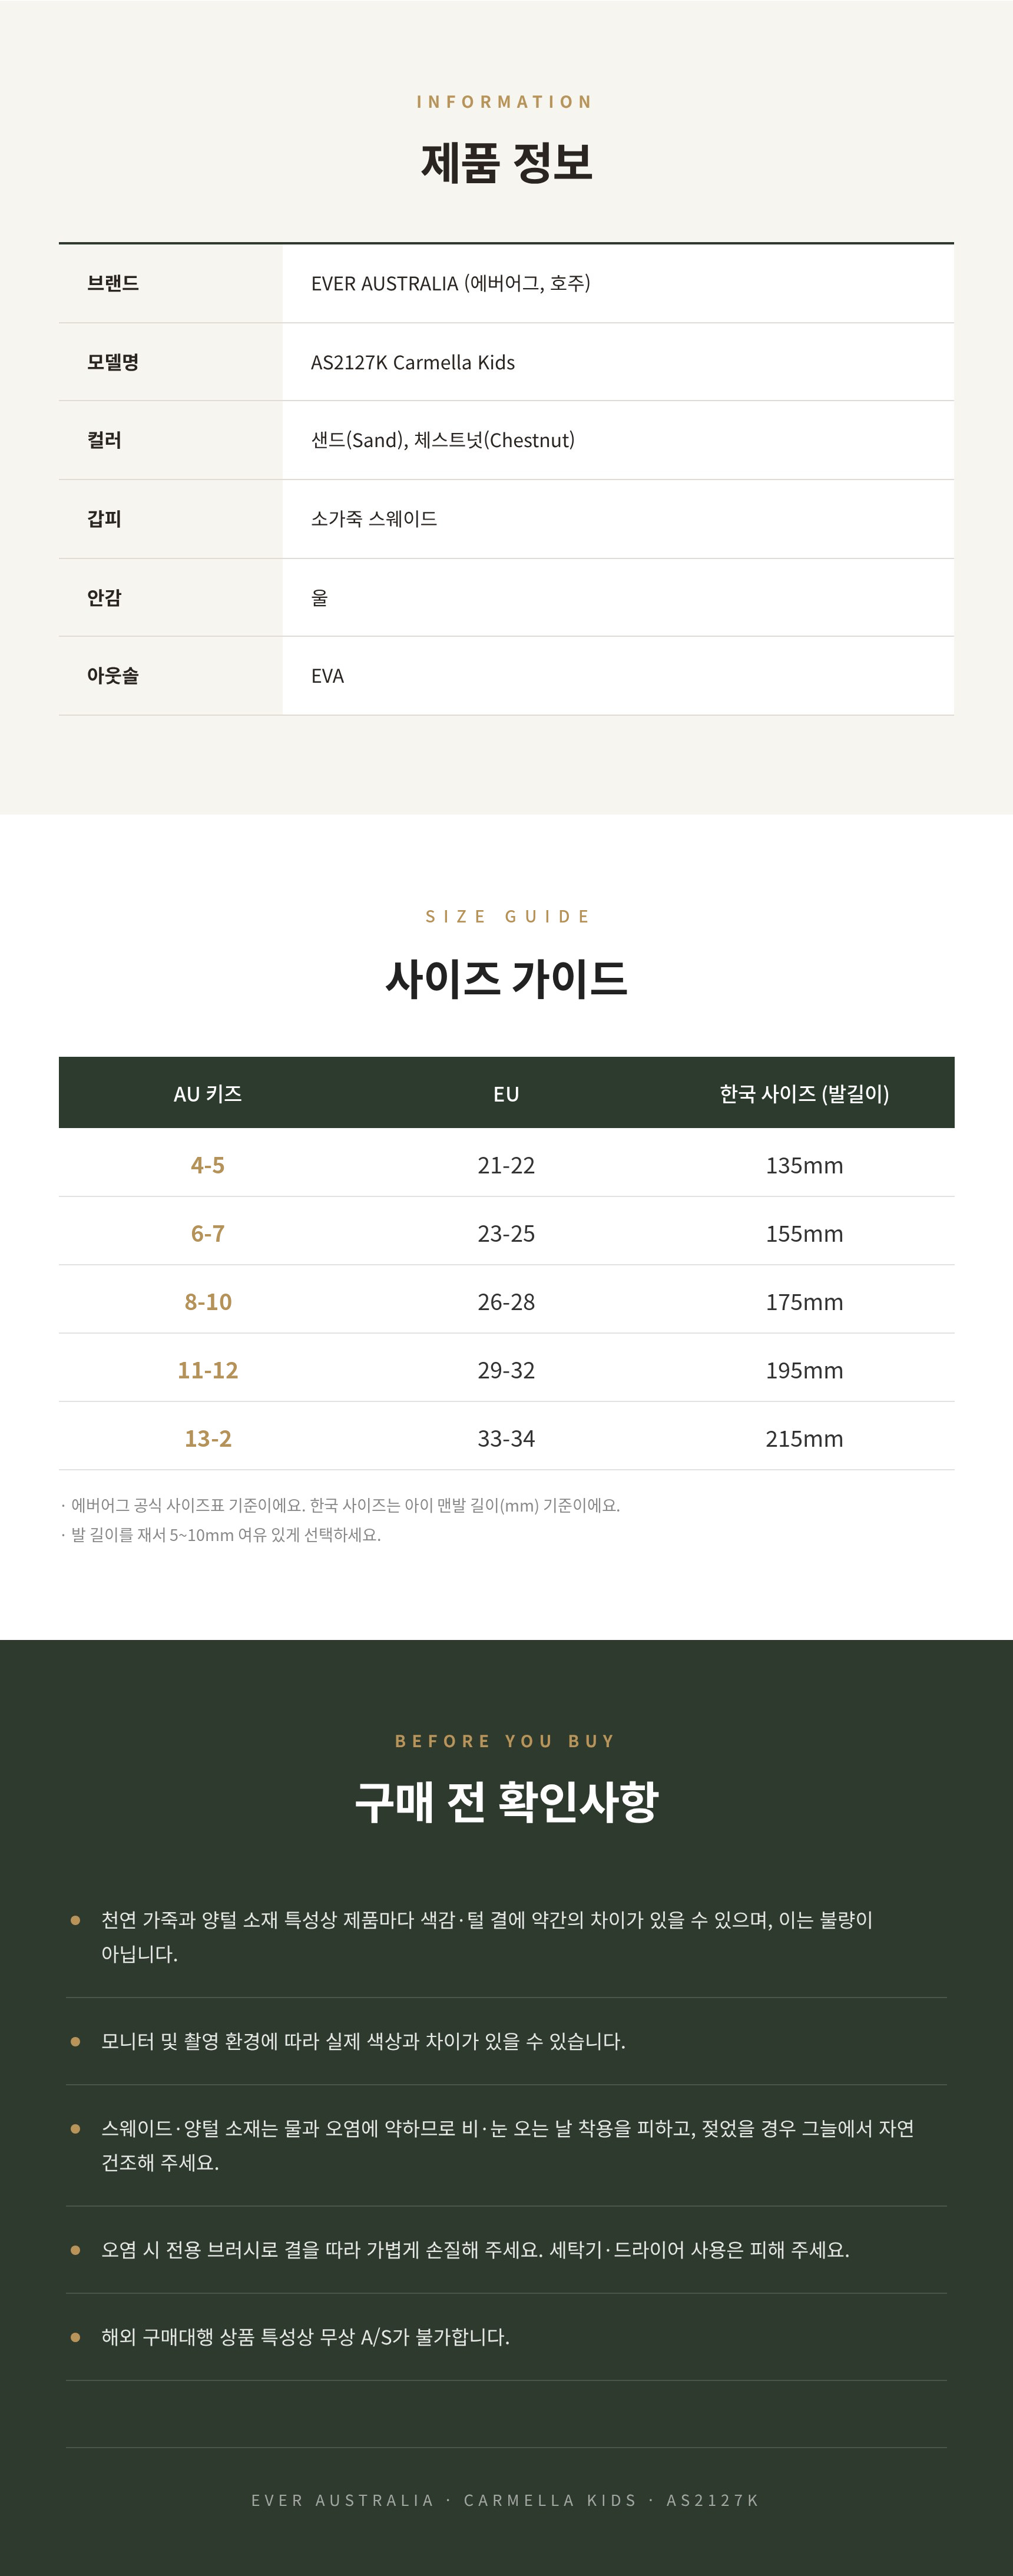 INFORMATION
제품 정보
브랜드 EVER AUSTRALIA (에버어그, 호주)
모델명 AS2127K Carmella Kids
컬러 샌드(Sand), 체스트넛(Chestnut)
갑피 소가죽 스웨이드
안감 울
아웃솔 EVA
SIZE GUIDE
사이즈 가이드
AU 키즈 EU 한국 사이즈 (발길이)
4-5 21-22 135mm
6-7 23-25 155mm
8-10 26-28 175mm
11-12 29-32 195mm
13-2 33-34 215mm
· 에버어그 공식 사이즈표 기준이에요. 한국 사이즈는 아이 맨발 길이(mm) 기준이에요.
· 발 길이를 재서 5~10mm 여유 있게 선택하세요.
BEFORE YOU BUY
구매 전 확인사항
천연 가죽과 양털 소재 특성상 제품마다 색감·털 결에 약간의 차이가 있을 수 있으며, 이는 불량이
아닙니다.
모니터 및 촬영 환경에 따라 실제 색상과 차이가 있을 수 있습니다.
스웨이드·양털 소재는 물과 오염에 약하므로 비·눈 오는 날 착용을 피하고, 젖었을 경우 그늘에서 자연
건조해 주세요.
오염 시 전용 브러시로 결을 따라 가볍게 손질해 주세요. 세탁기·드라이어 사용은 피해 주세요.
해외 구매대행 상품 특성상 무상 A/S가 불가합니다.
EVER AUSTRALIA · CARMELLA KIDS · AS2127K